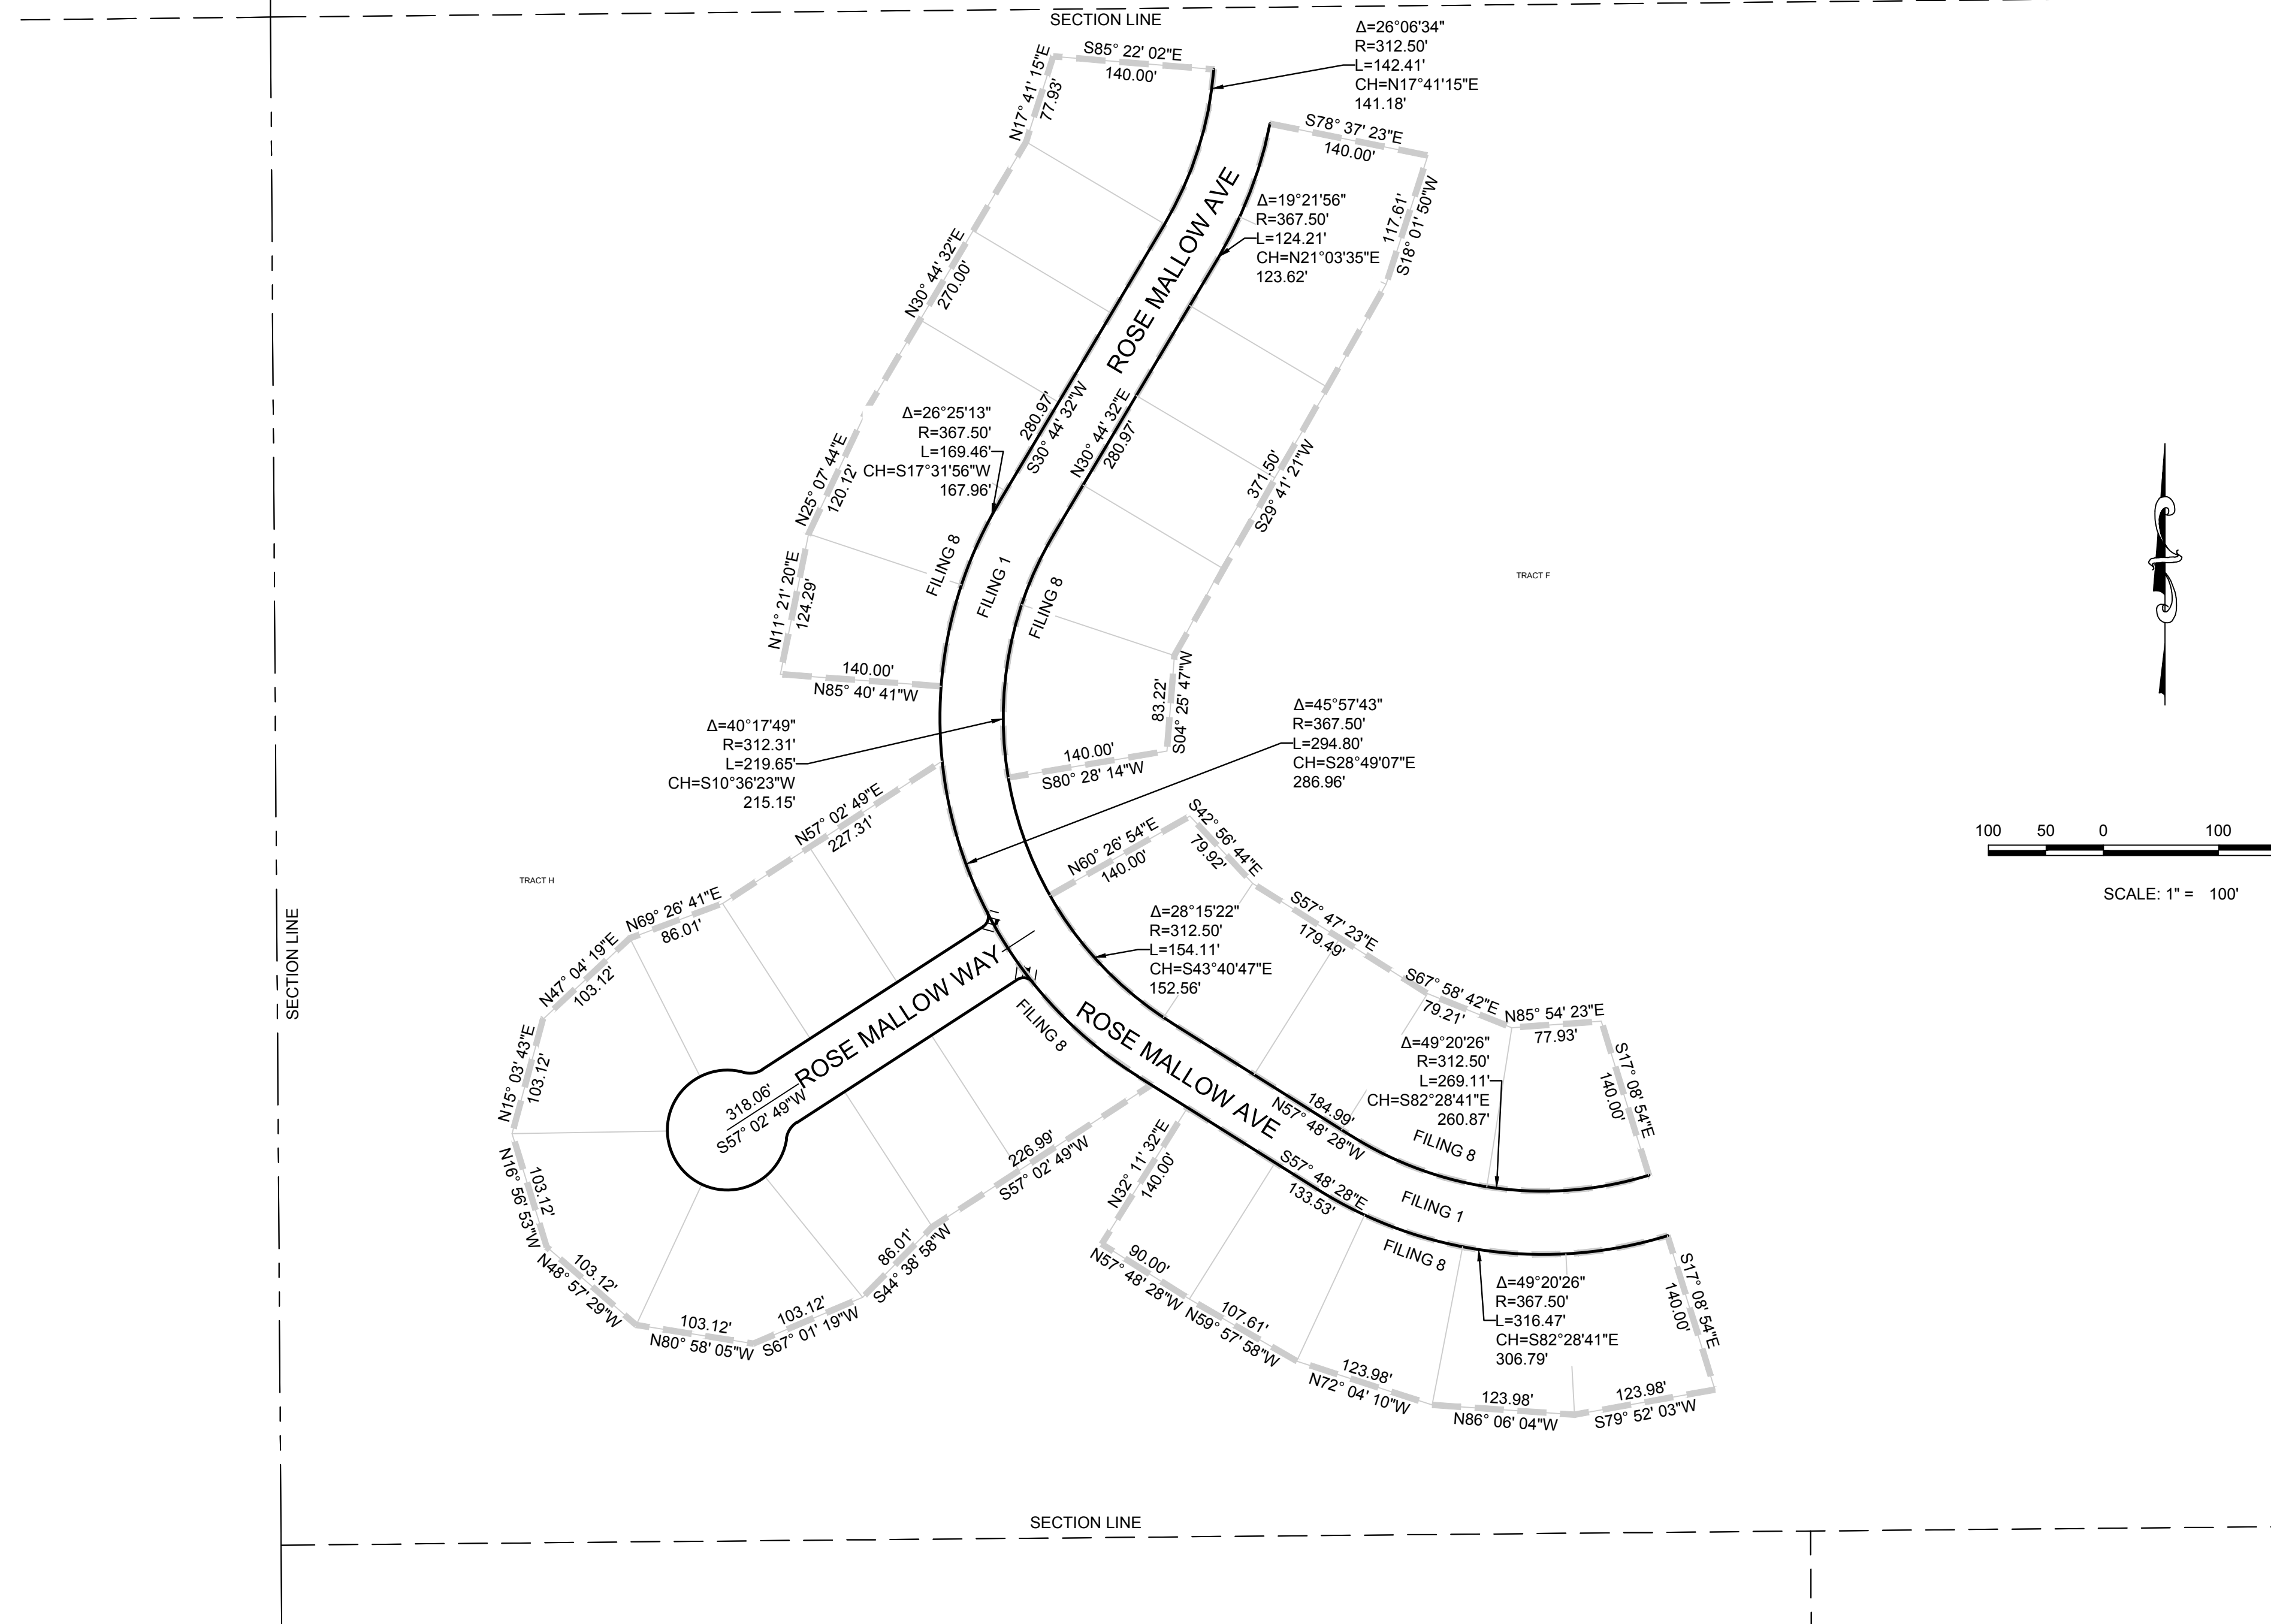 SECTION LINE
Δ=26°06'34"
R=312.50'
L=142.41'
CH=N17°41'15"E
141.18'
S85° 22' 02"E
140.00'
N17° 41' 15"E
77.93'
S78° 37' 23"E
140.00'
Δ=19°21'56"
R=367.50'
L=124.21'
CH=N21°03'35"E
123.62'
117.61'
S18° 01' 50"W
ROSE MALLOW AVE
N30° 44' 32"E
270.00'
280.97'
S30° 44' 32"W
N30° 44' 32"E
280.97'
Δ=26°25'13"
R=367.50'
L=169.46'
CH=S17°31'56"W
167.96'
N25° 07' 44"E
120.12'
371.50'
S29° 41' 21"W
FILING 8
FILING 1
FILING 8
TRACT F
N11° 21' 20"E
124.29'
140.00'
N85° 40' 41"W
83.22'
S04° 25' 47"W
Δ=40°17'49"
R=312.31'
L=219.65'
CH=S10°36'23"W
215.15'
140.00'
S80° 28' 14"W
Δ=45°57'43"
R=367.50'
L=294.80'
CH=S28°49'07"E
286.96'
N57° 02' 49"E
227.31'
N60° 26' 54"E
140.00'
S42° 56' 44"E
79.92'
100 50 0 100
SCALE: 1" = 100'
TRACT H
SECTION LINE
N69° 26' 41"E
86.01'
N47° 04' 19"E
103.12'
Δ=28°15'22"
R=312.50'
L=154.11'
CH=S43°40'47"E
152.56'
S57° 47' 23"E
179.49'
S67° 58' 42"E
79.21'
N85° 54' 23"E
77.93'
S17° 08' 54"E
140.00'
ROSE MALLOW WAY
FILING 8
ROSE MALLOW AVE
Δ=49°20'26"
R=312.50'
L=269.11'
CH=S82°28'41"E
260.87'
N15° 03' 43"E
103.12'
318.06'
S57° 02' 49"W
184.99'
N57° 48' 28"W
FILING 8
226.99'
S57° 02' 49"W
N32° 11' 32"E
140.00'
S57° 48' 28"E
133.53'
FILING 1
FILING 8
N16° 56' 53"W
103.12'
N48° 57' 29"W
103.12'
103.12'
N80° 58' 05"W
103.12'
S67° 01' 19"W
86.01'
S44° 38' 58"W
90.00'
N57° 48' 28"W
107.61'
N59° 57' 58"W
Δ=49°20'26"
R=367.50'
L=316.47'
CH=S82°28'41"E
306.79'
S17° 08' 54"E
140.00'
123.98'
N72° 04' 10"W
123.98'
N86° 06' 04"W
123.98'
S79° 52' 03"W
SECTION LINE